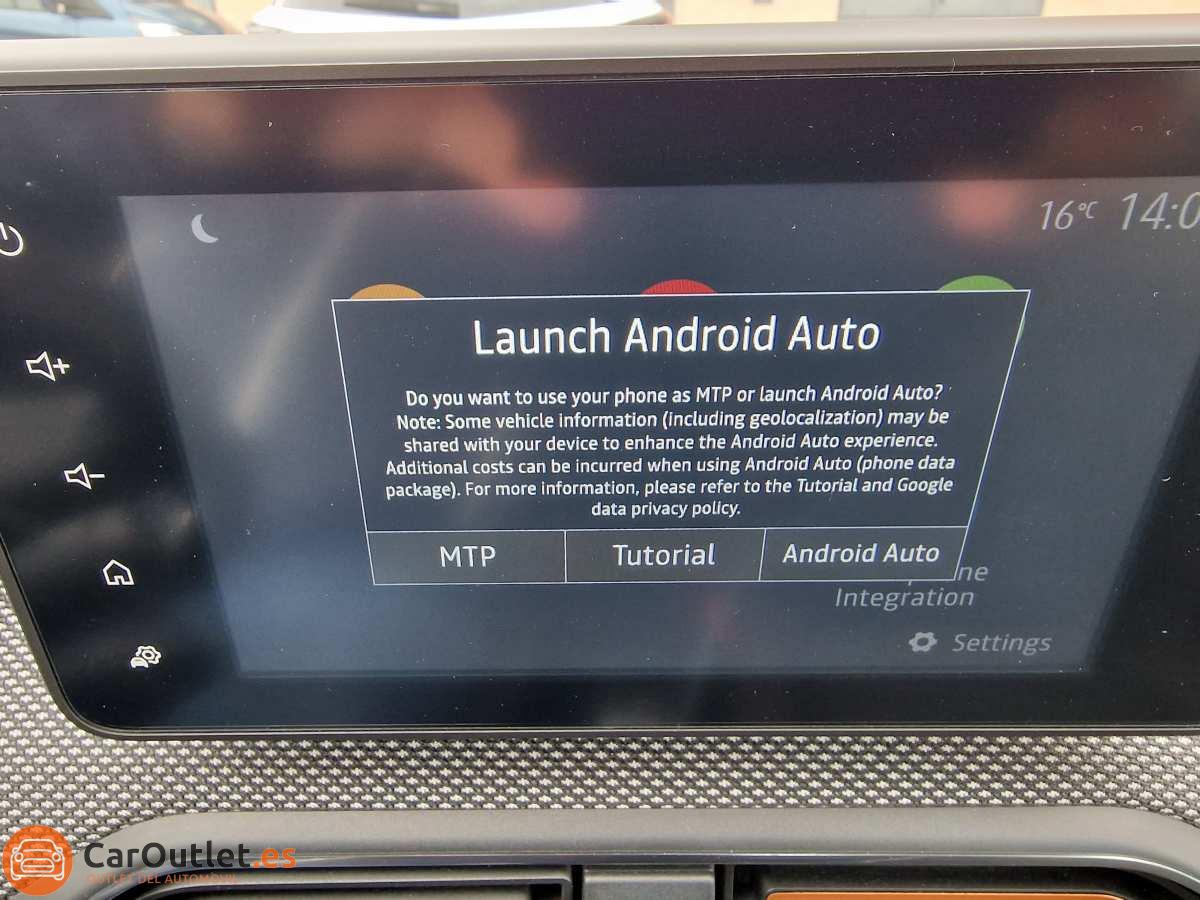 16°C 14:0
Launch Android Auto
Do you want to use your phone as MTP or launch Android Auto?
Note: Some vehicle information (including geolocalization) may be
shared with your device to enhance the Android Auto experience.
Additional costs can be incurred when using Android Auto (phone data
package). For more information, please refer to the Tutorial and Google
data privacy policy.
MTP Tutorial Android Auto
Integration
Settings
CarOutlet.es
OUTLET DEL AUTOMOVIL